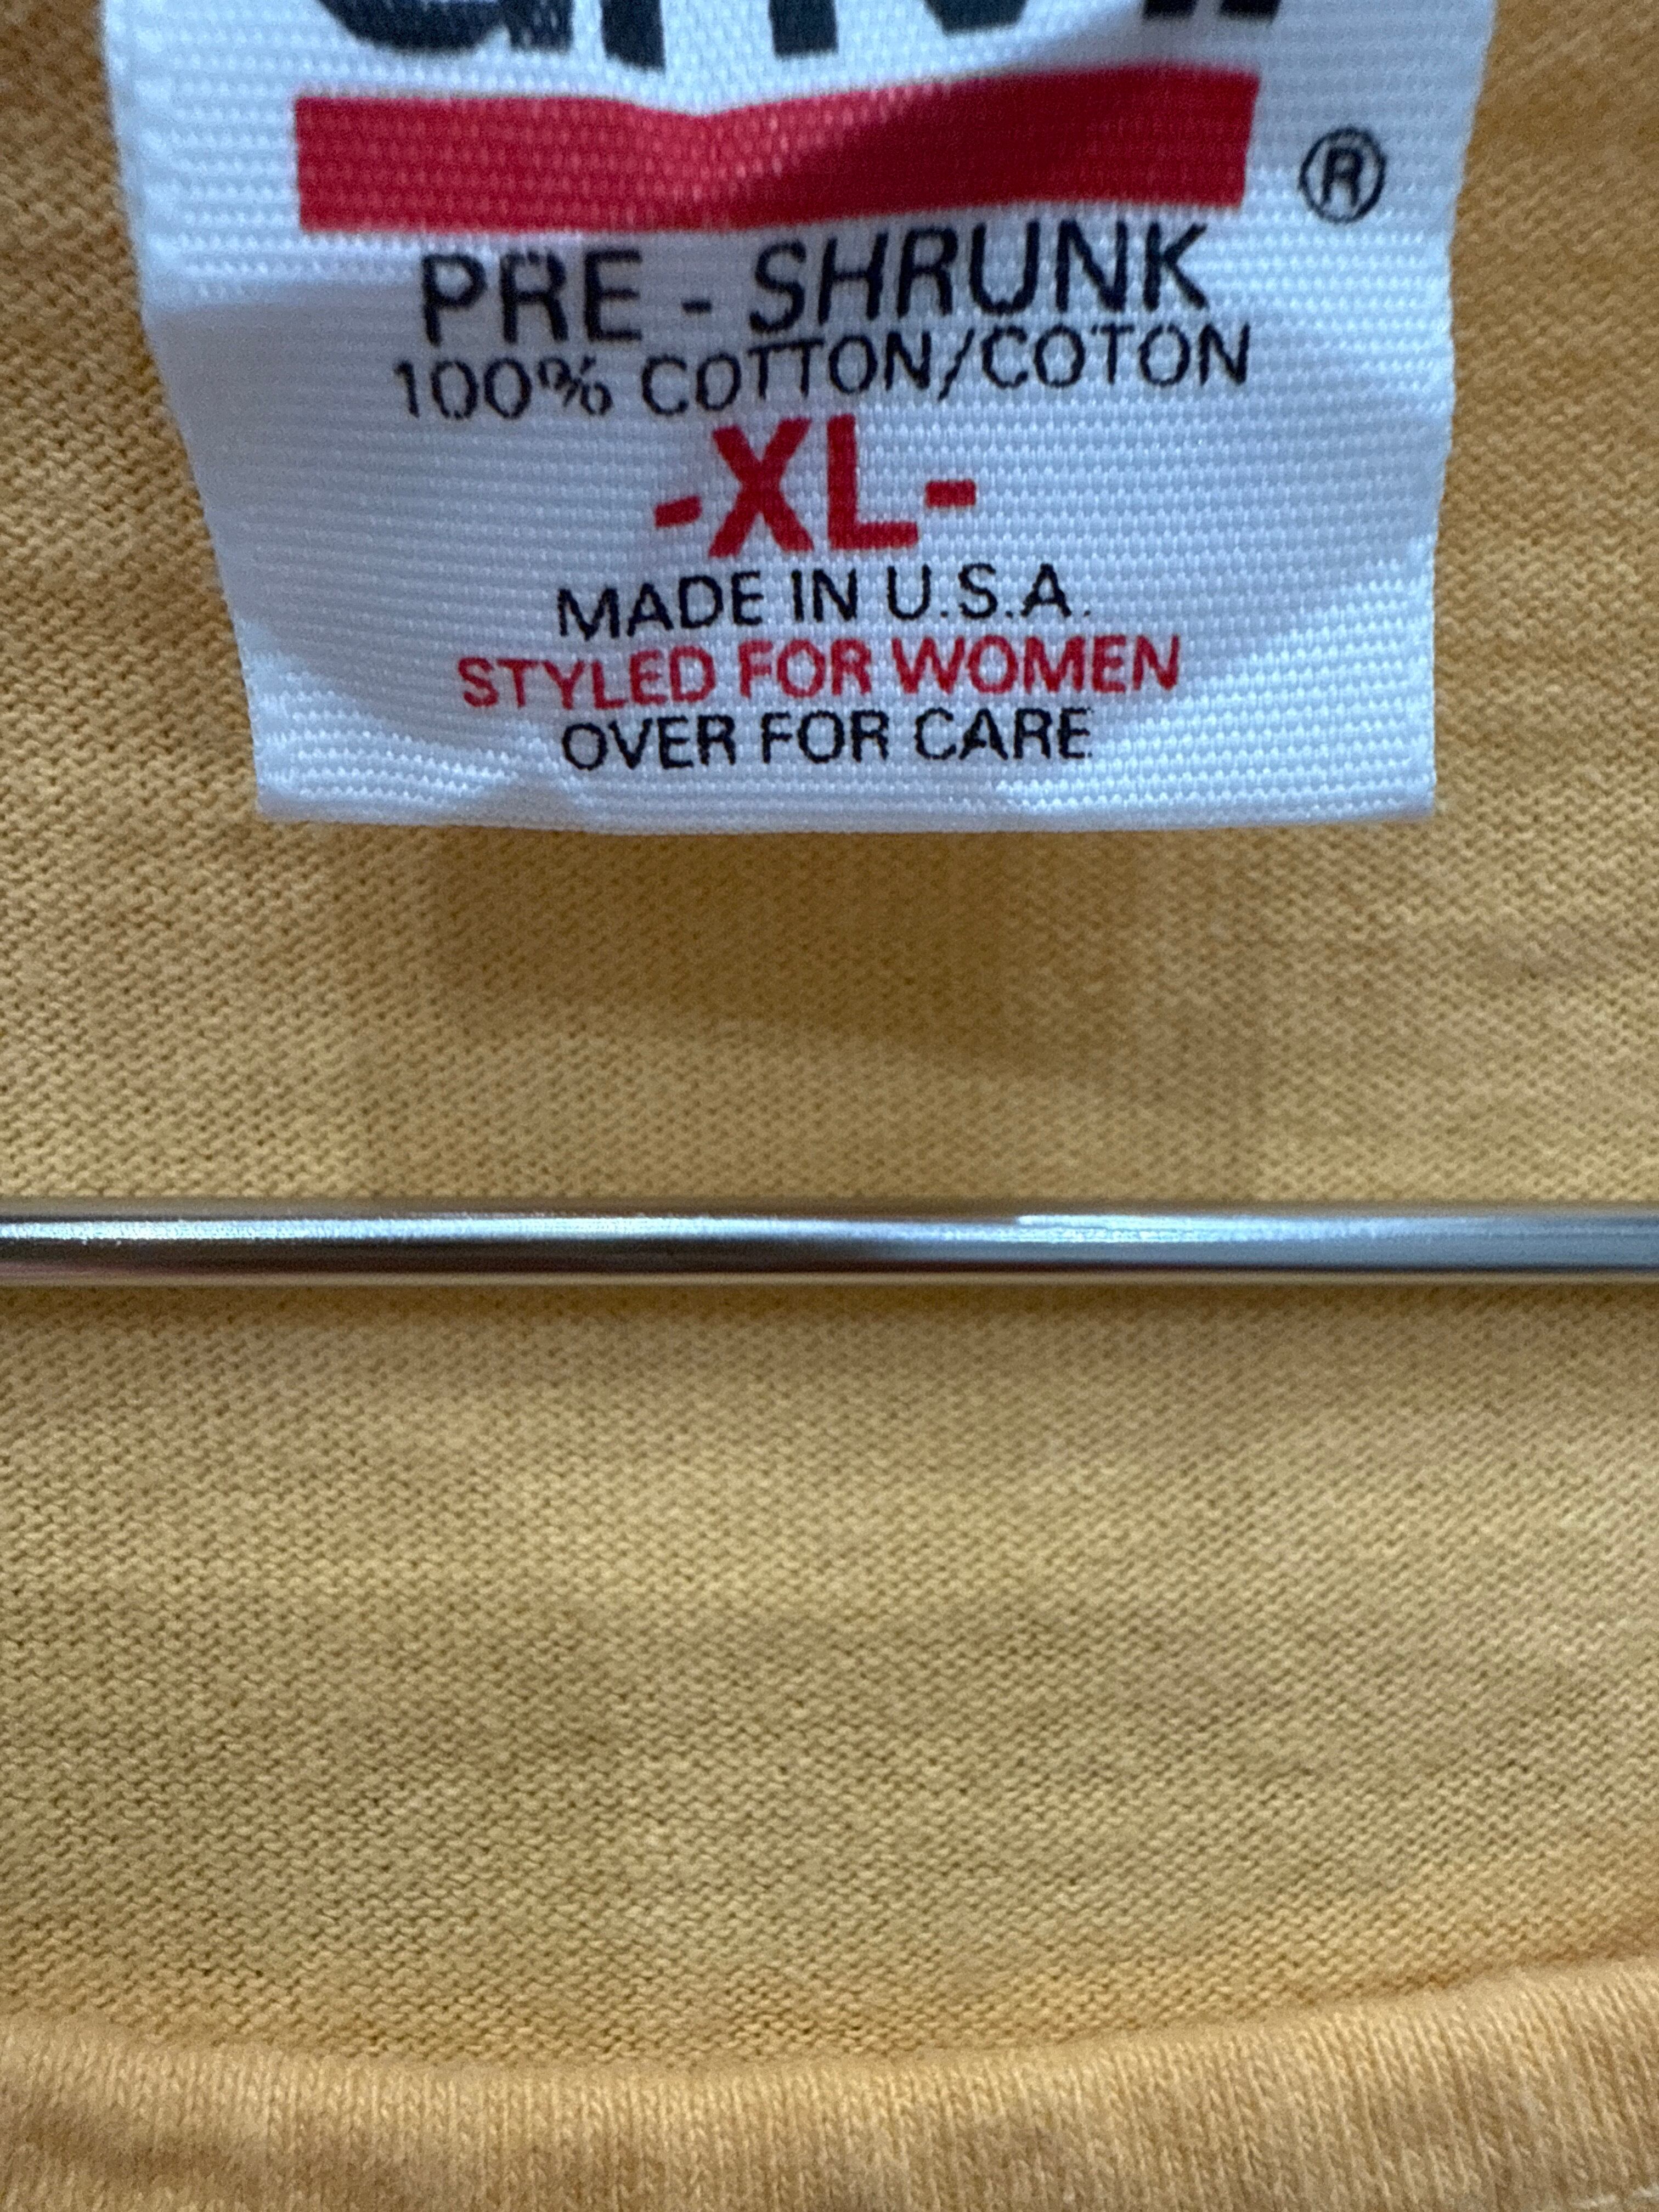 ®
PRE - SHRUNK
100% COTTON/COTON
-XL-
MADE IN U.S.A.
STYLED FOR WOMEN
OVER FOR CARE